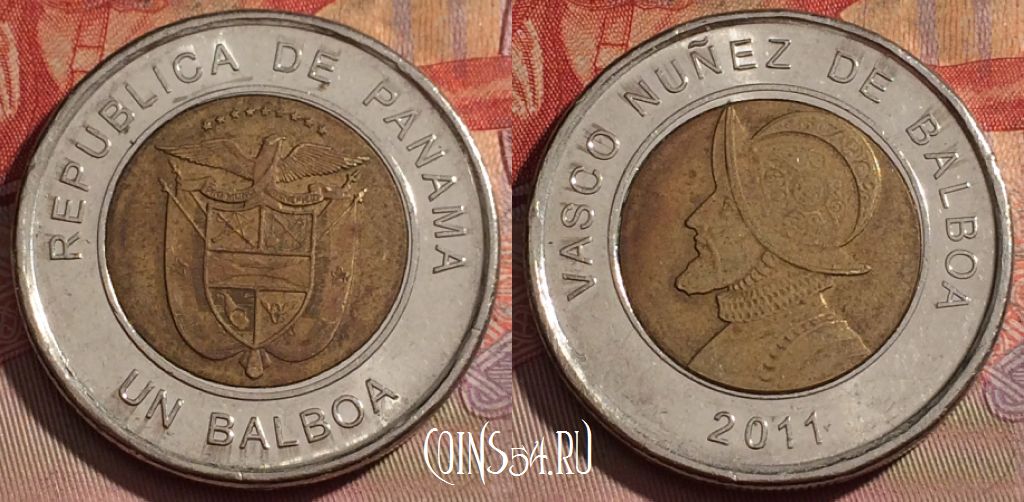 REPUBLICA DE PANAMA
UN BALBOA
VASCO NUÑEZ DE BALBOA
2011
COINS54.RU